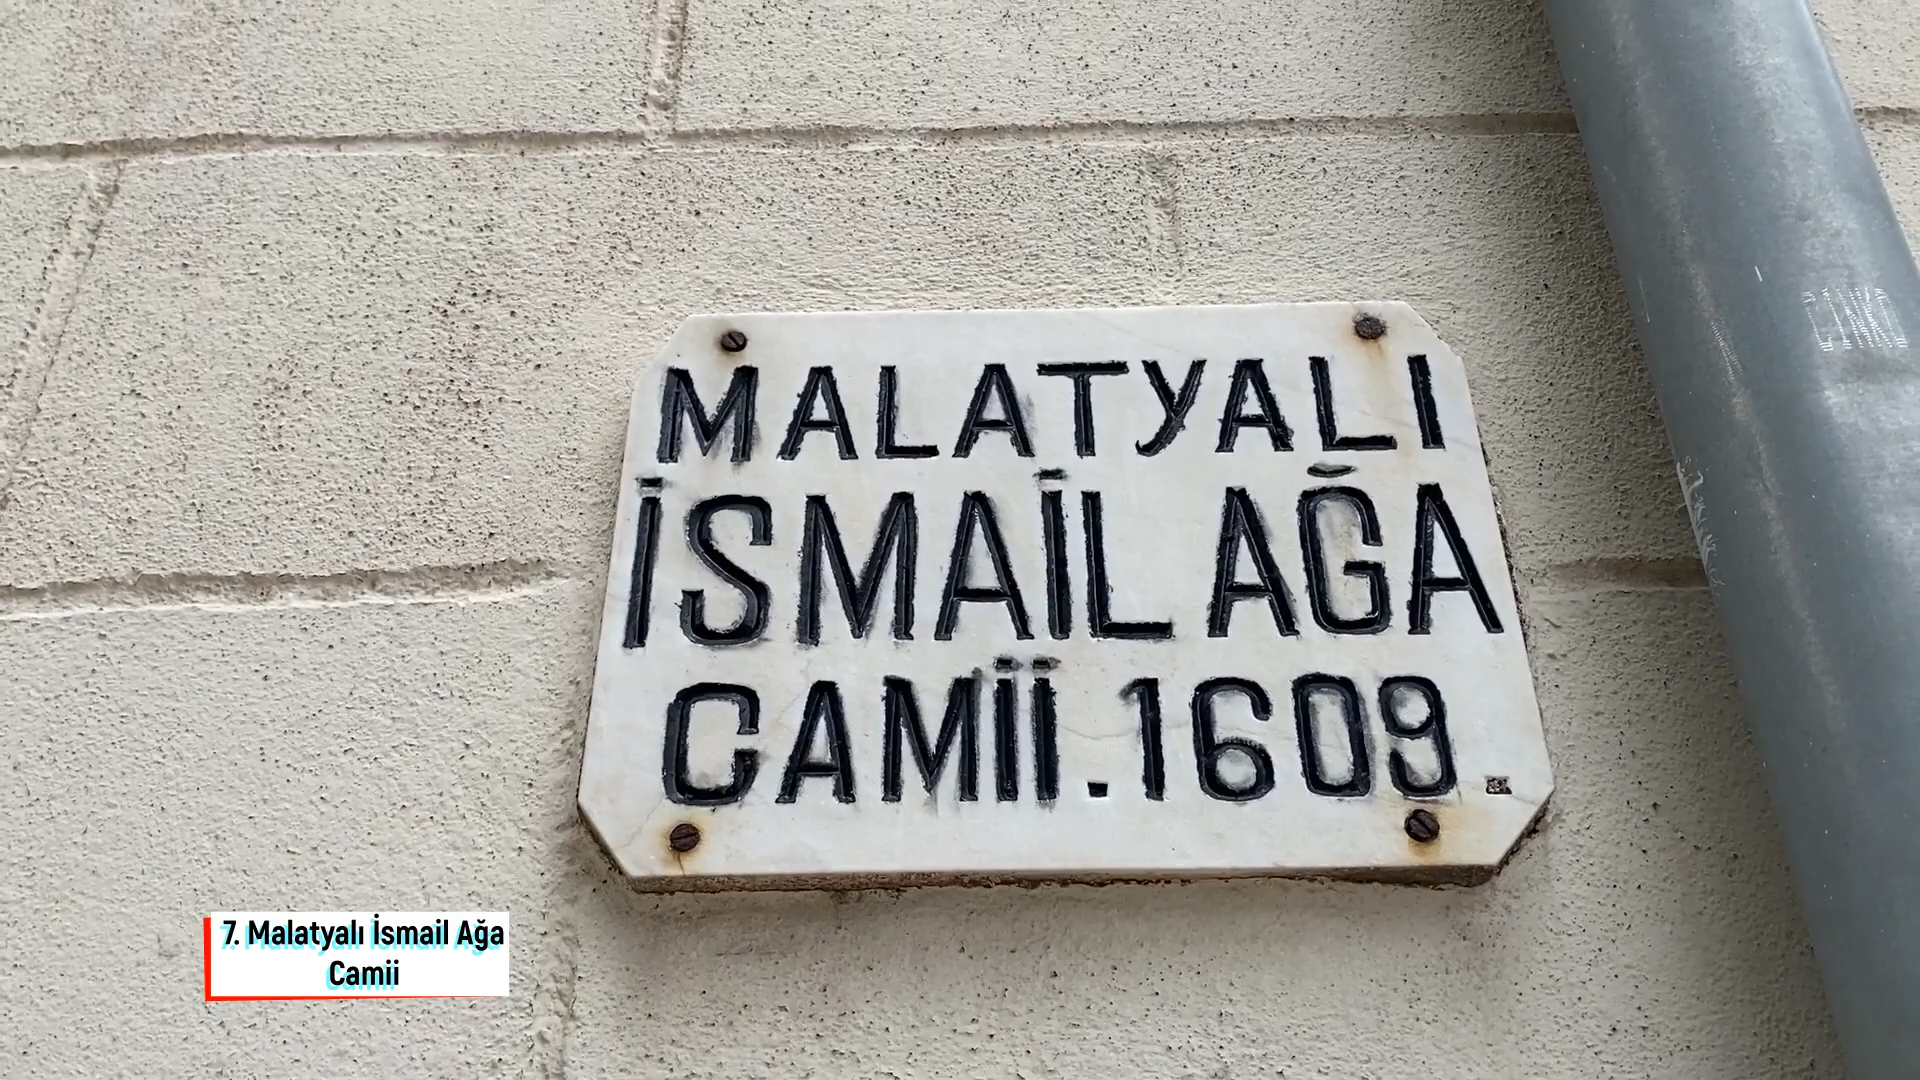 MALATYALI
İSMAİL AĞA
CAMİİ.1609.
7. Malatyalı İsmail Ağa
Camii